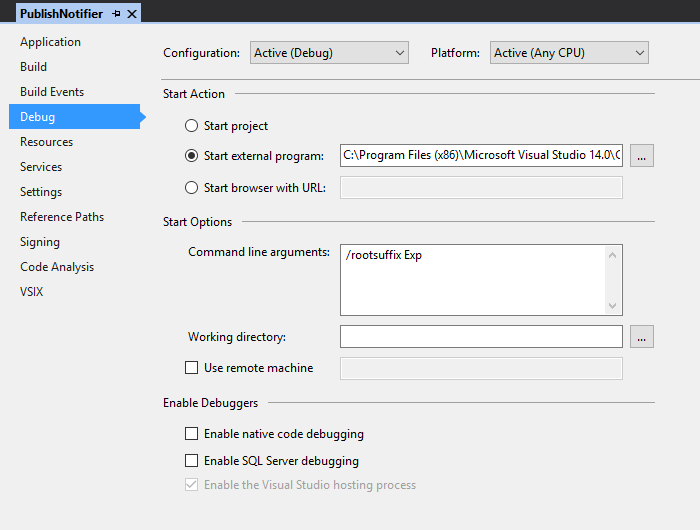 PublishNotifier
Application
Build
Build Events
Debug
Resources
Services
Settings
Reference Paths
Signing
Code Analysis
VSIX
Configuration: Active (Debug) Platform: Active (Any CPU)
Start Action
Start project
Start external program: C:\Program Files (x86)\Microsoft Visual Studio 14.0\C ...
Start browser with URL:
Start Options
Command line arguments: /rootsuffix Exp
Working directory: ...
Use remote machine
Enable Debuggers
Enable native code debugging
Enable SQL Server debugging
Enable the Visual Studio hosting process